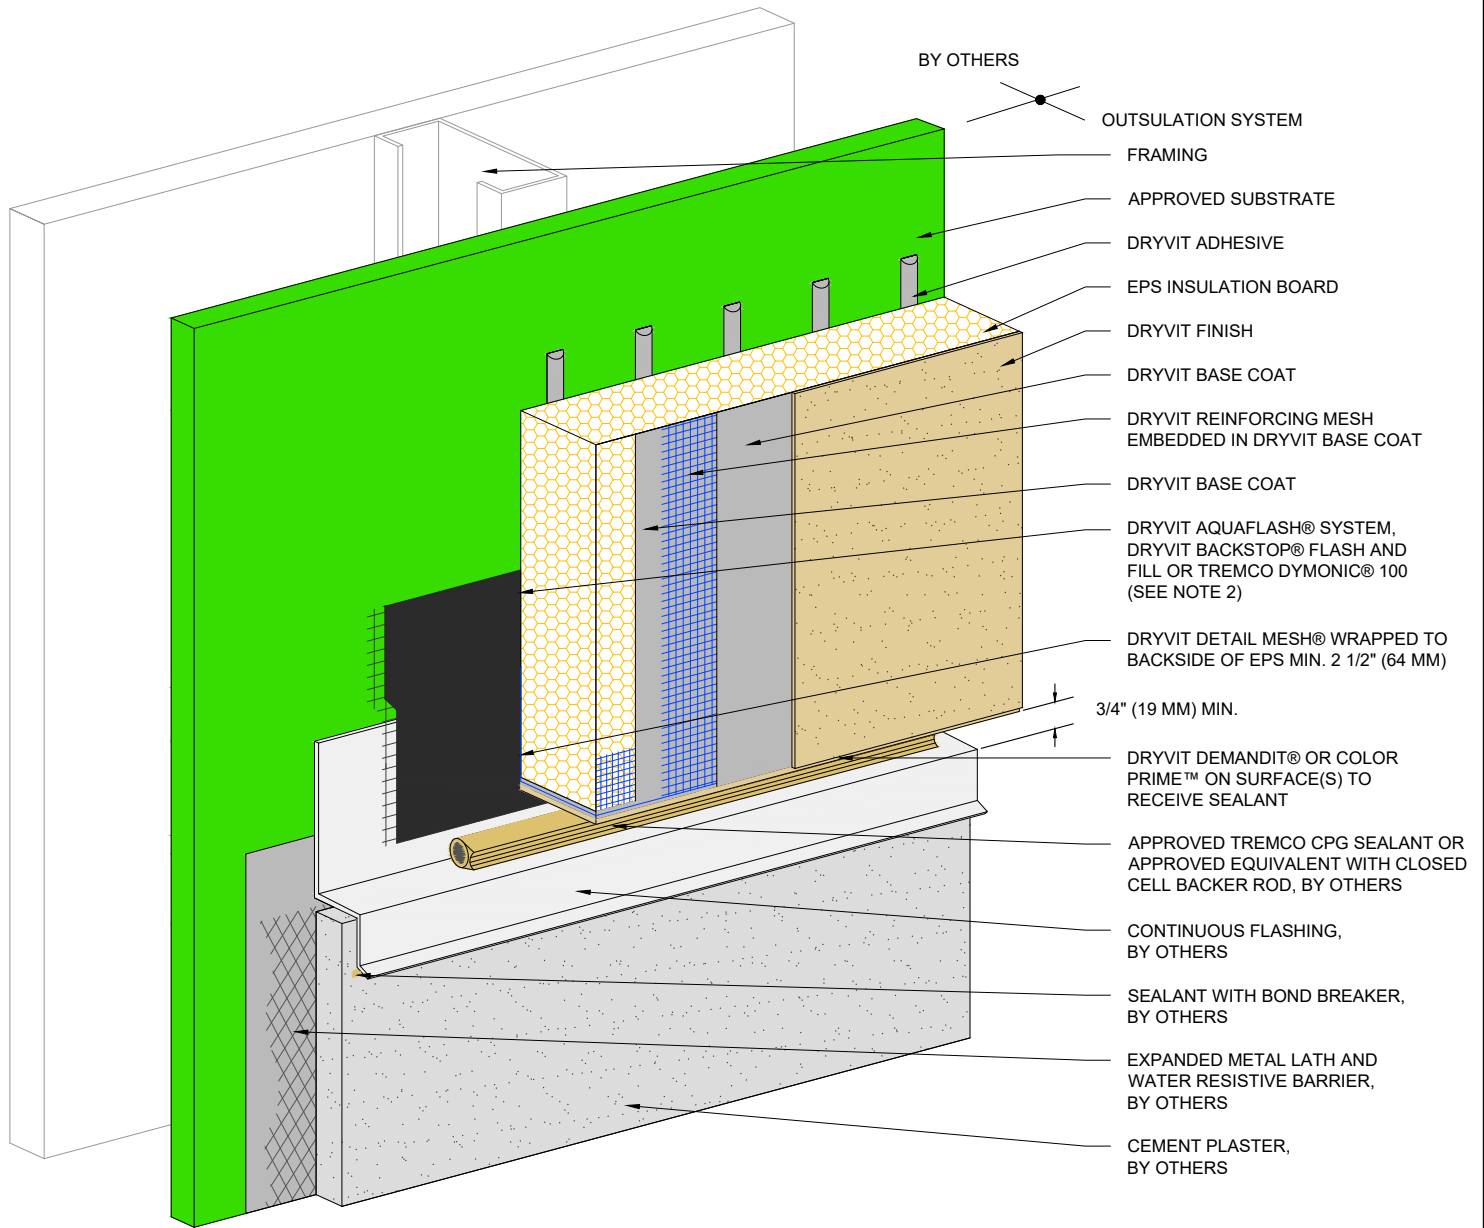 BY OTHERS
OUTSULATION SYSTEM
FRAMING
APPROVED SUBSTRATE
DRYVIT ADHESIVE
EPS INSULATION BOARD
DRYVIT FINISH
DRYVIT BASE COAT
DRYVIT REINFORCING MESH
EMBEDDED IN DRYVIT BASE COAT
DRYVIT BASE COAT
DRYVIT AQUAFLASH® SYSTEM,
DRYVIT BACKSTOP® FLASH AND
FILL OR TREMCO DYMONIC® 100
(SEE NOTE 2)
DRYVIT DETAIL MESH® WRAPPED TO
BACKSIDE OF EPS MIN. 2 1/2" (64 MM)
3/4" (19 MM) MIN.
DRYVIT DEMANDIT® OR COLOR
PRIME™ ON SURFACE(S) TO
RECEIVE SEALANT
APPROVED TREMCO CPG SEALANT OR
APPROVED EQUIVALENT WITH CLOSED
CELL BACKER ROD, BY OTHERS
CONTINUOUS FLASHING,
BY OTHERS
SEALANT WITH BOND BREAKER,
BY OTHERS
EXPANDED METAL LATH AND
WATER RESISTIVE BARRIER,
BY OTHERS
CEMENT PLASTER,
BY OTHERS